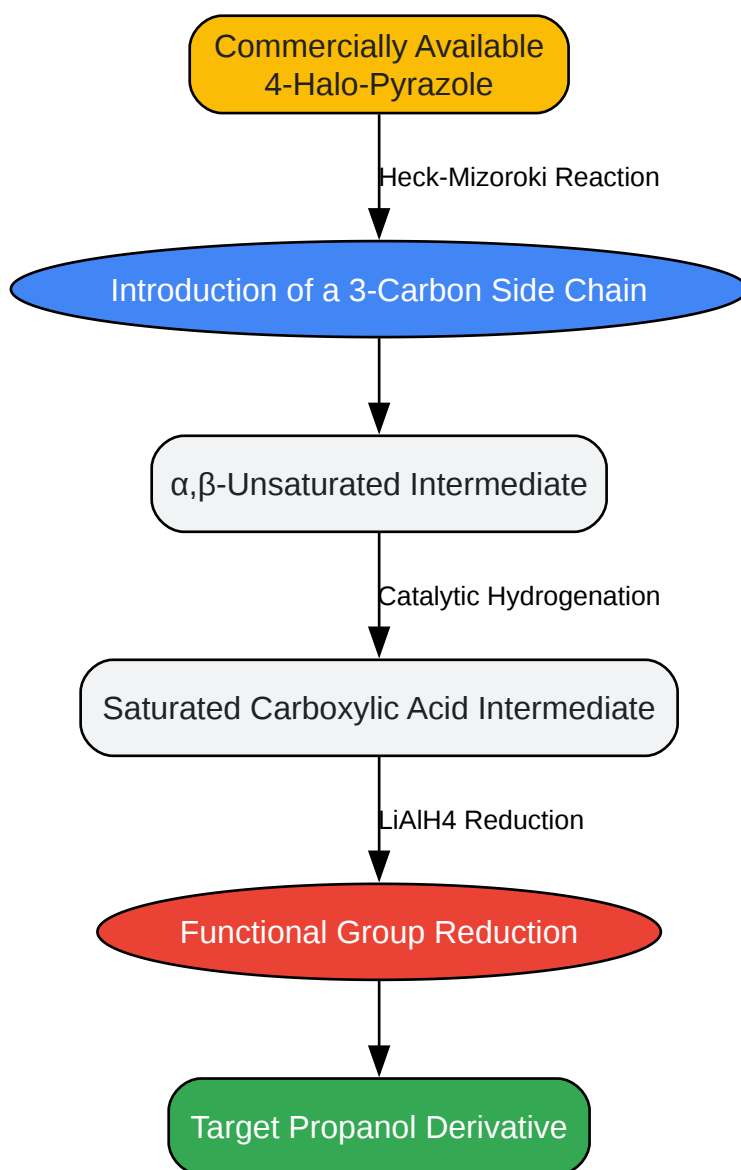 Commercially Available
4-Halo-Pyrazole
Heck-Mizoroki Reaction
Introduction of a 3-Carbon Side Chain
α,β-Unsaturated Intermediate
Catalytic Hydrogenation
Saturated Carboxylic Acid Intermediate
LiAlH4 Reduction
Functional Group Reduction
Target Propanol Derivative